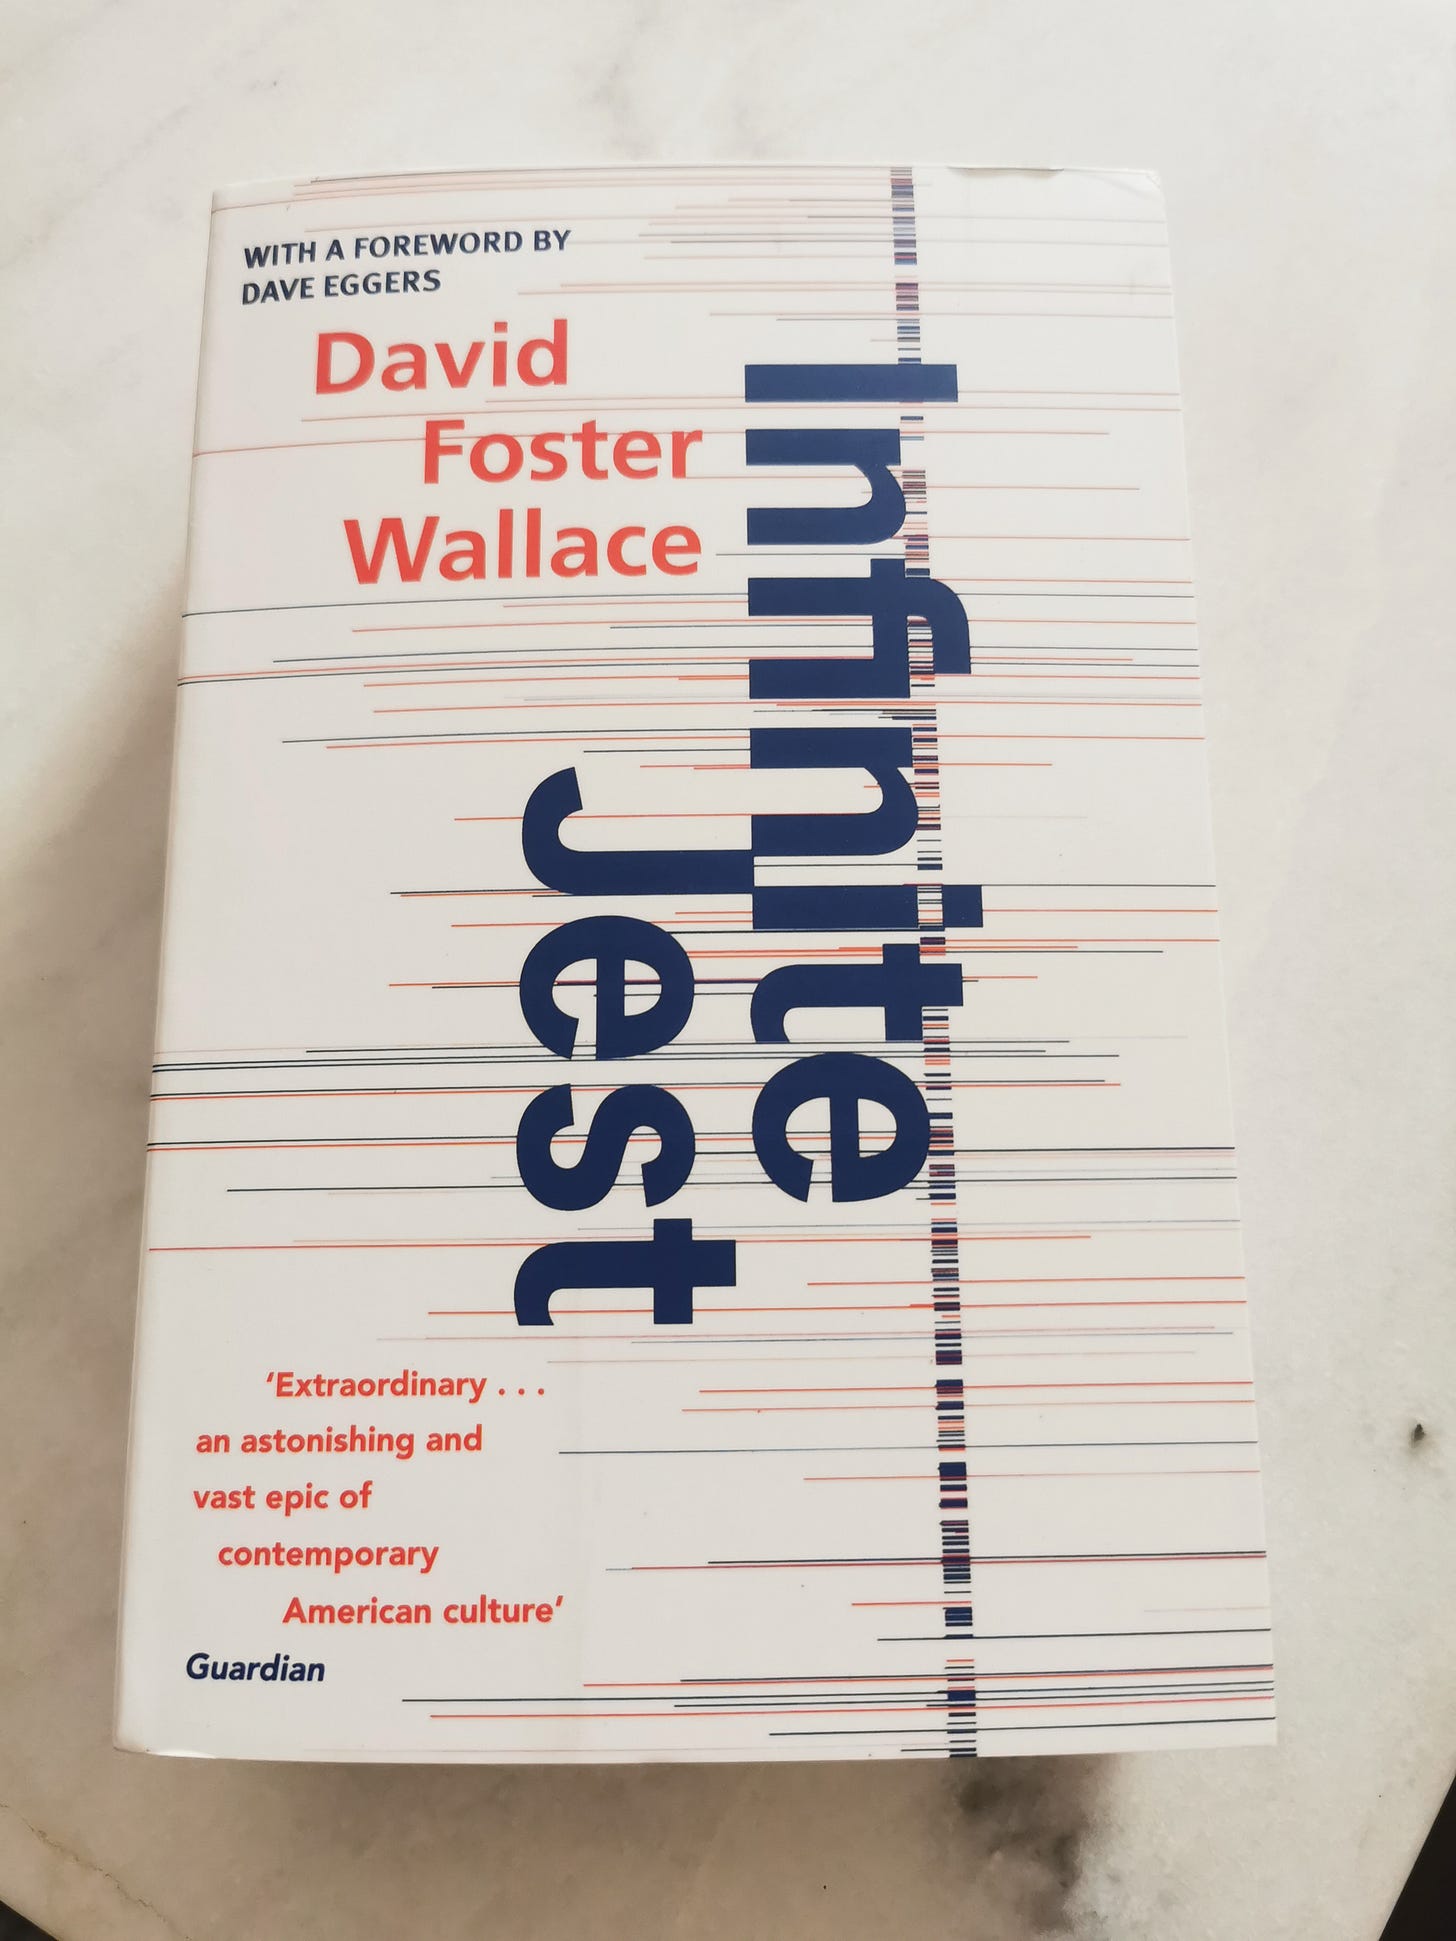 WITH A FOREWORD BY
DAVE EGGERS
David
Foster
Wallace
Infinite
Jest
‘Extraordinary . . .
an astonishing and
vast epic of
contemporary
American culture’
Guardian